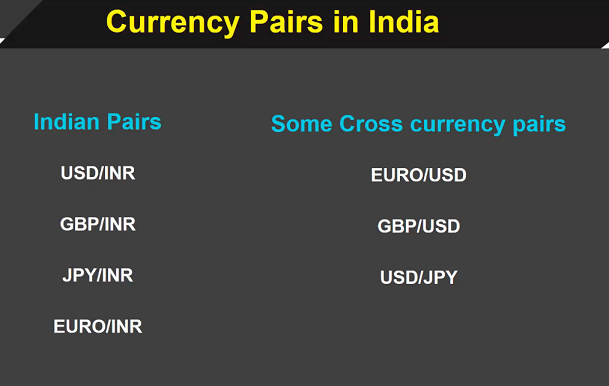 Currency Pairs in India
Indian Pairs
USD/INR
GBP/INR
JPY/INR
EURO/INR
Some Cross currency pairs
EURO/USD
GBP/USD
USD/JPY